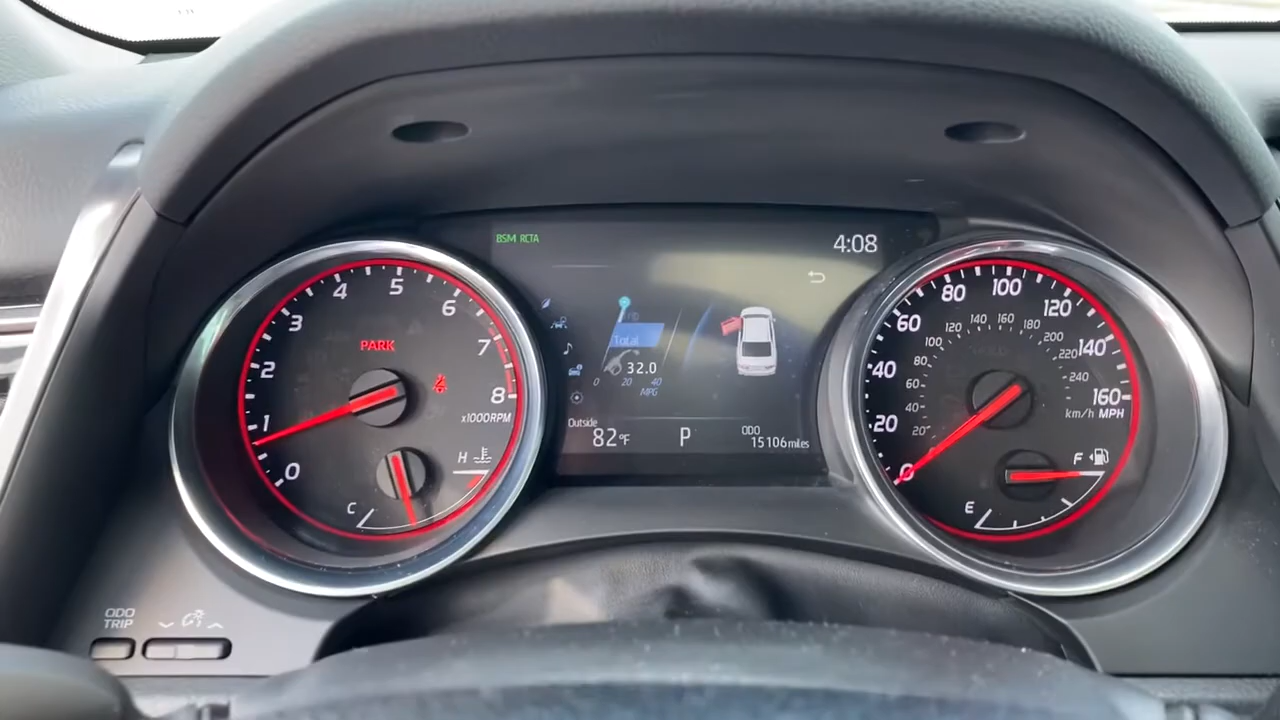 BSM RCTA
4:08
0
1
2
3
4
5
6
7
8
PARK
x1000RPM
H
C
Total
32.0
0 20 40
MPG
Outside
82°F
P
ODO
15106 miles
0
20
40
60
80
100
120
140
160
20
40
60
80
100
120
140
160
180
200
220
240
km/h MPH
F
E
ODO
TRIP